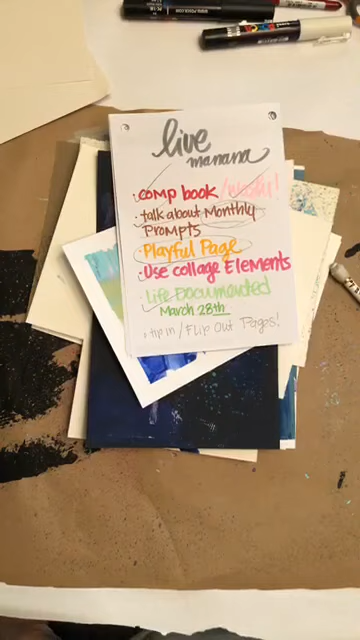 live
manana
• comp book /
• talk about Monthly
Prompts
• Playful Page
• Use collage Elements
• Life Documented
March 28th
• tip in / Flip Out Pages!
POSCA